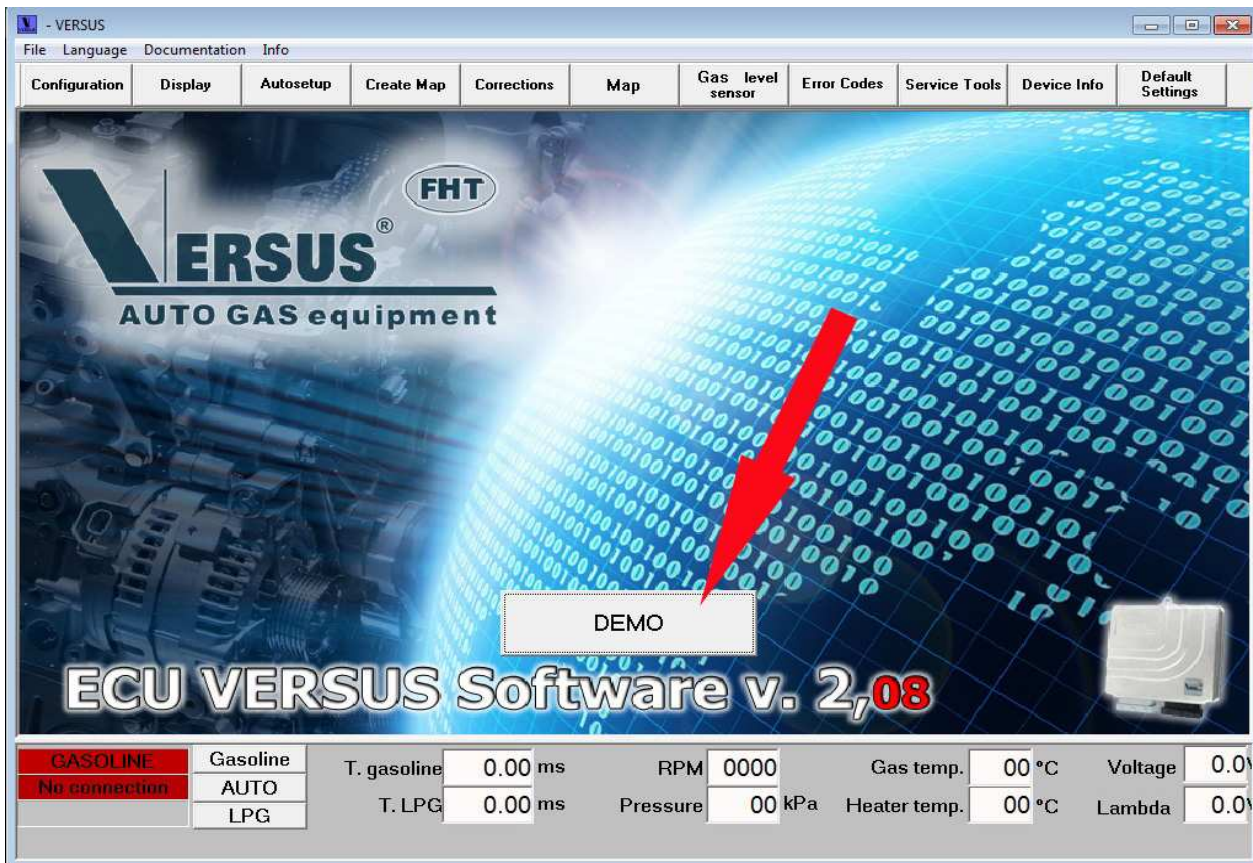 - VERSUS
File Language Documentation Info
Configuration Display Autosetup Create Map Corrections Map Gas level sensor Error Codes Service Tools Device Info Default Settings
FHT
VERSUS®
AUTO GAS equipment
DEMO
ECU VERSUS Software v. 2,08
GASOLINE Gasoline T. gasoline 0.00 ms RPM 0000 Gas temp. 00 °C Voltage 0.0V
No connection AUTO
LPG T. LPG 0.00 ms Pressure 00 kPa Heater temp. 00 °C Lambda 0.0V